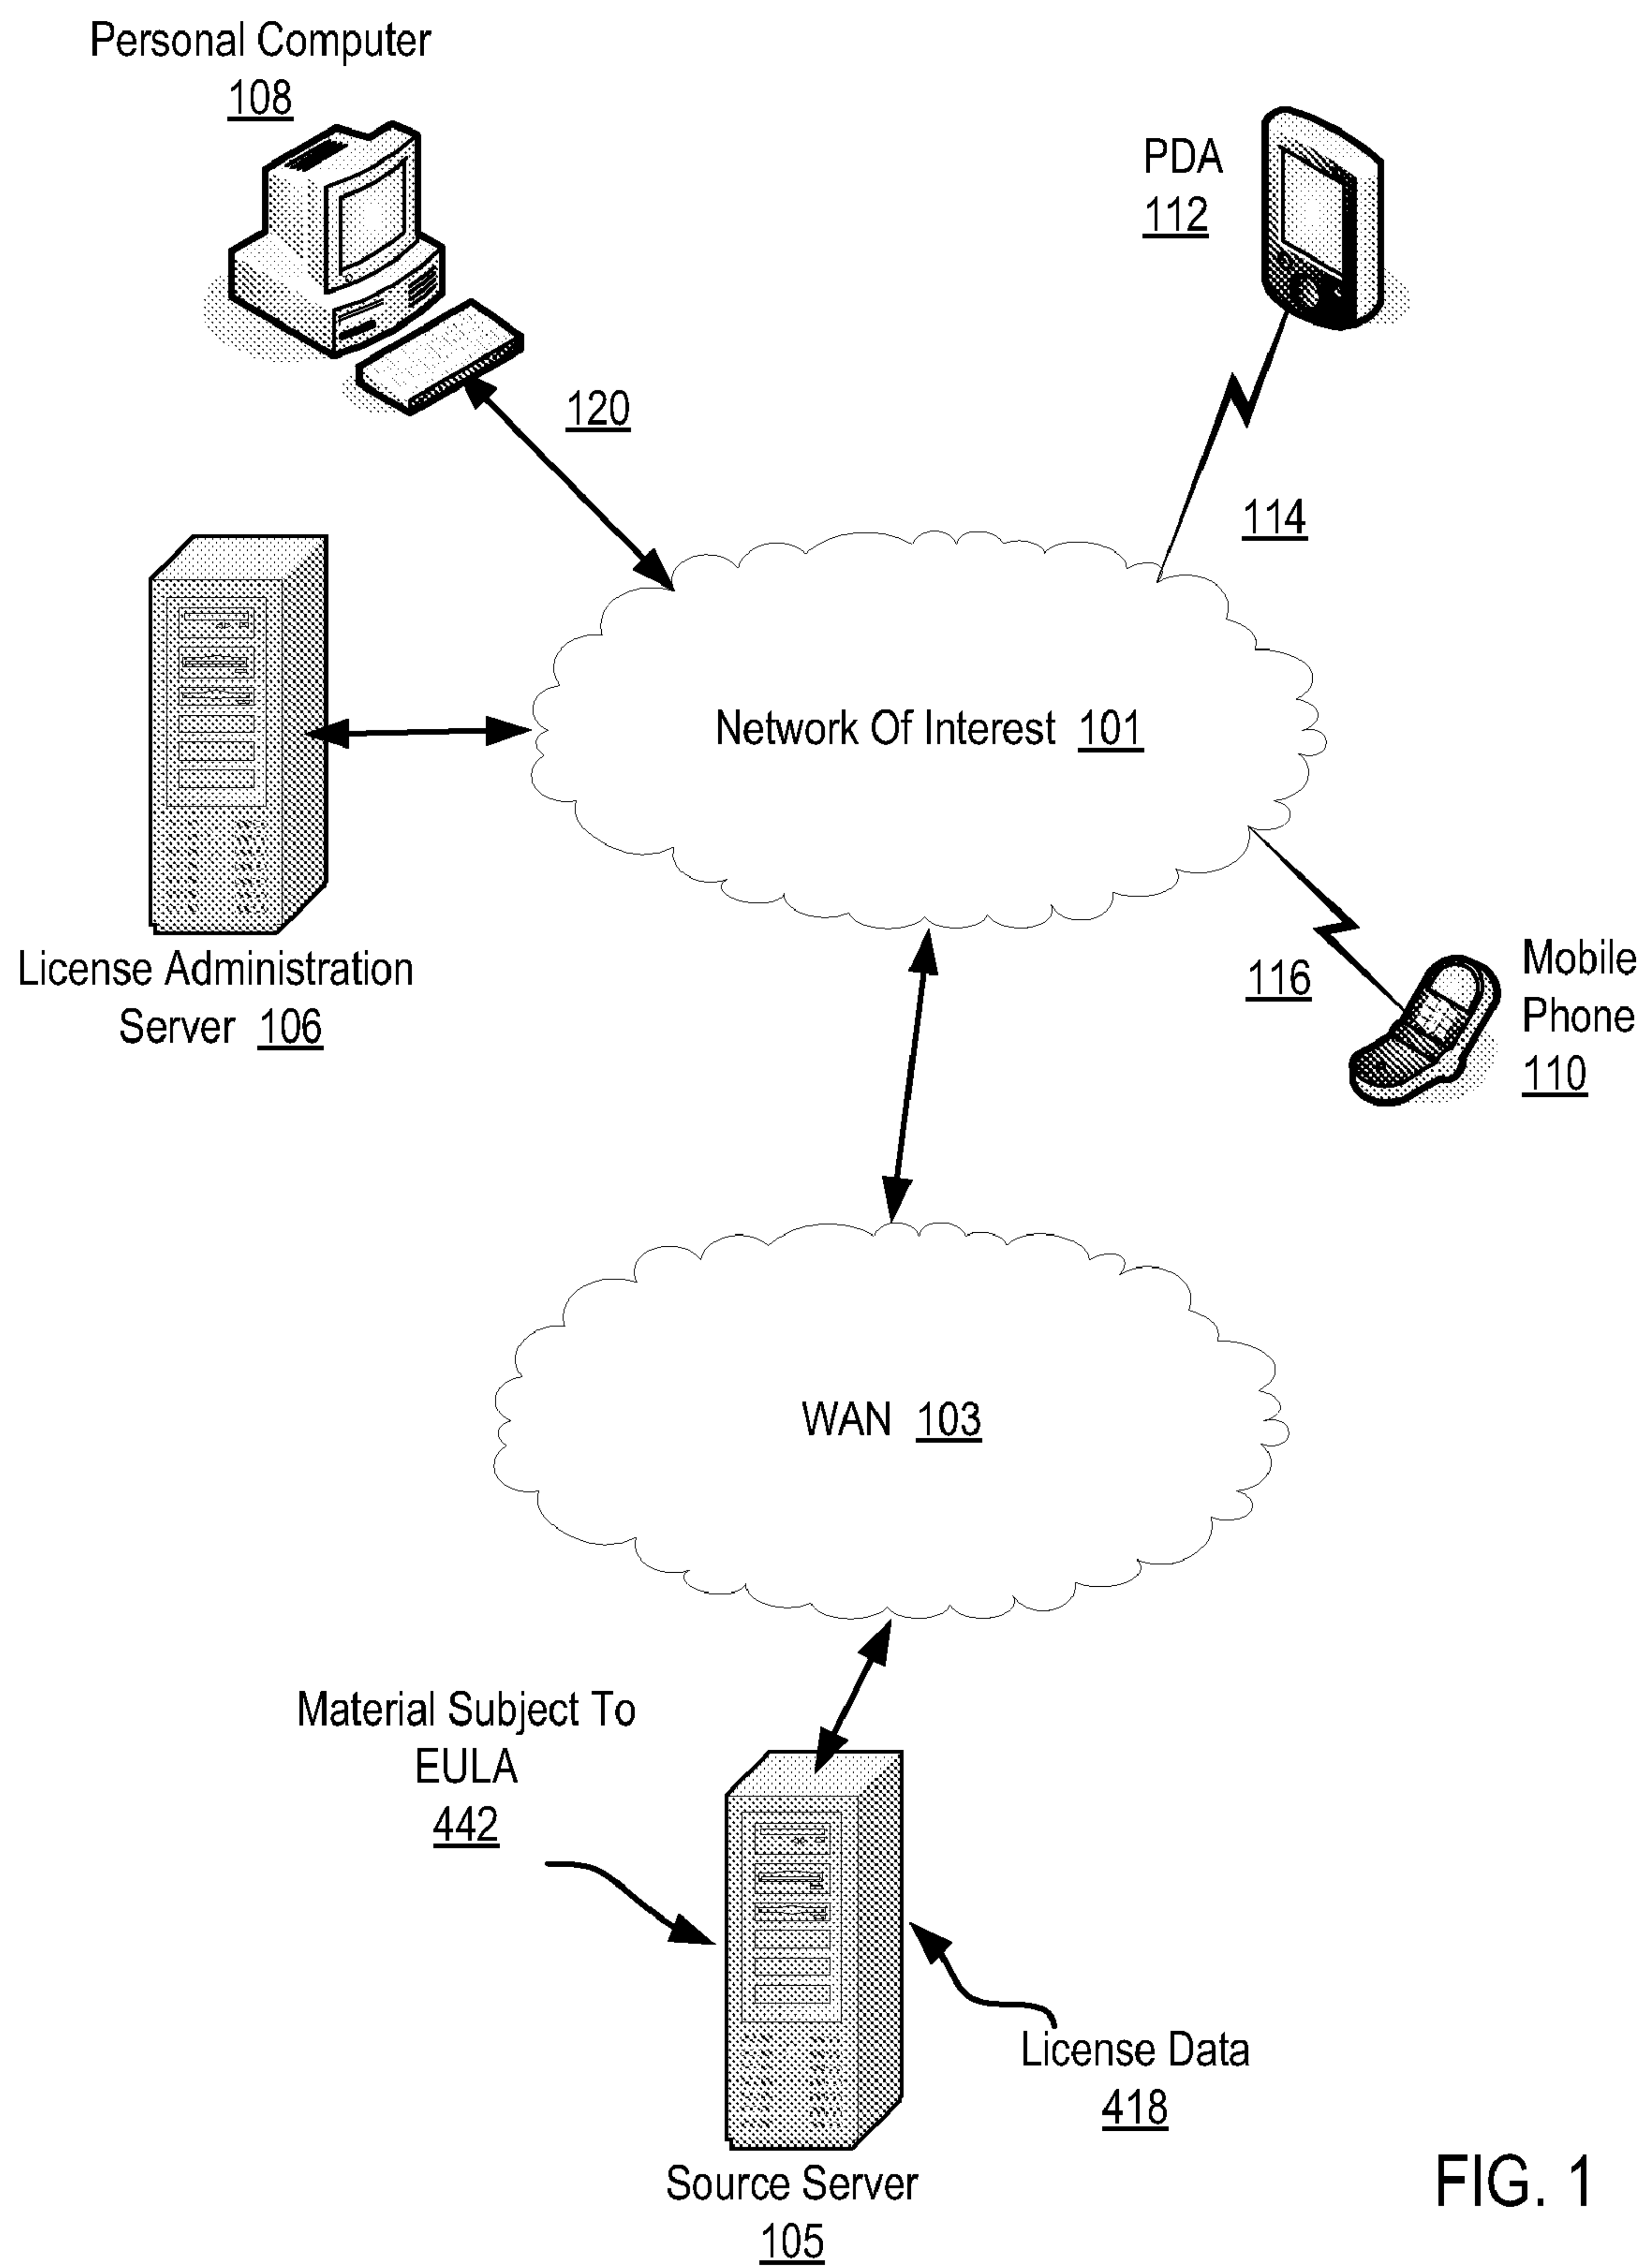 Personal Computer
108
PDA
112
120
114
Network Of Interest 101
License Administration
Server 106
116
Mobile
Phone
110
WAN 103
Material Subject To
EULA
442
License Data
418
Source Server
105
FIG. 1